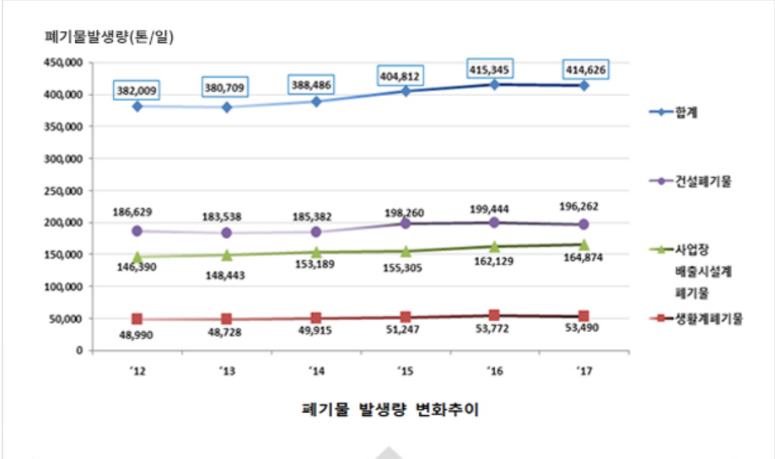 폐기물발생량(톤/일)
450,000
400,000
350,000
300,000
250,000
200,000
150,000
100,000
50,000
0
382,009 380,709 388,486 404,812 415,345 414,626
186,629 183,538 185,382 198,260 199,444 196,262
146,390 148,443 153,189 155,305 162,129 164,874
48,990 48,728 49,915 51,247 53,772 53,490
'12 '13 '14 '15 '16 '17
합계
건설폐기물
사업장
배출시설계
폐기물
생활계폐기물
폐기물 발생량 변화추이